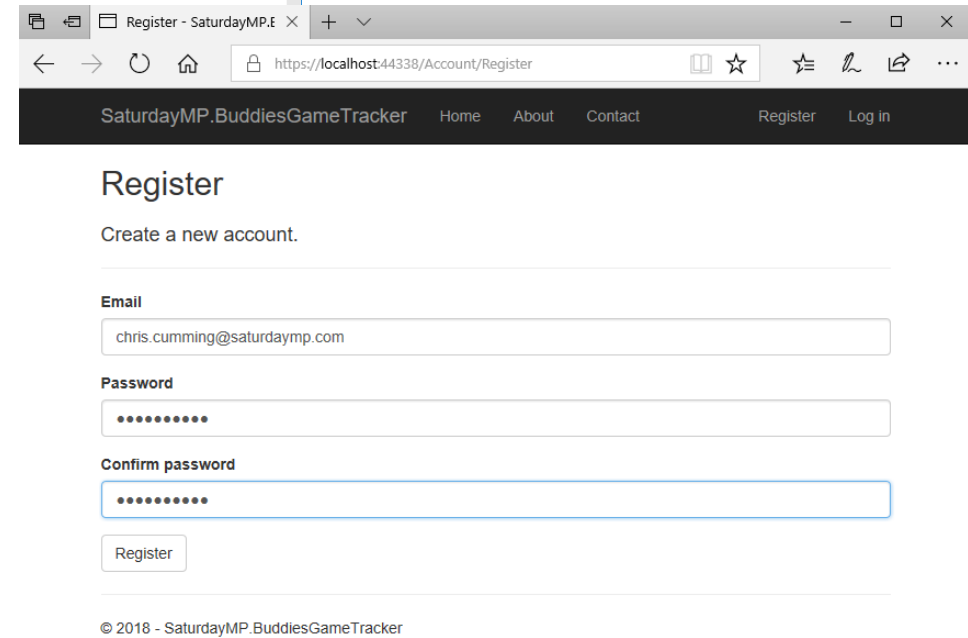 Register - SaturdayMP.B
https://localhost:44338/Account/Register
SaturdayMP.BuddiesGameTracker Home About Contact Register Log in
Register
Create a new account.
Email
chris.cumming@saturdaymp.com
Password
••••••••••
Confirm password
••••••••••
Register
© 2018 - SaturdayMP.BuddiesGameTracker